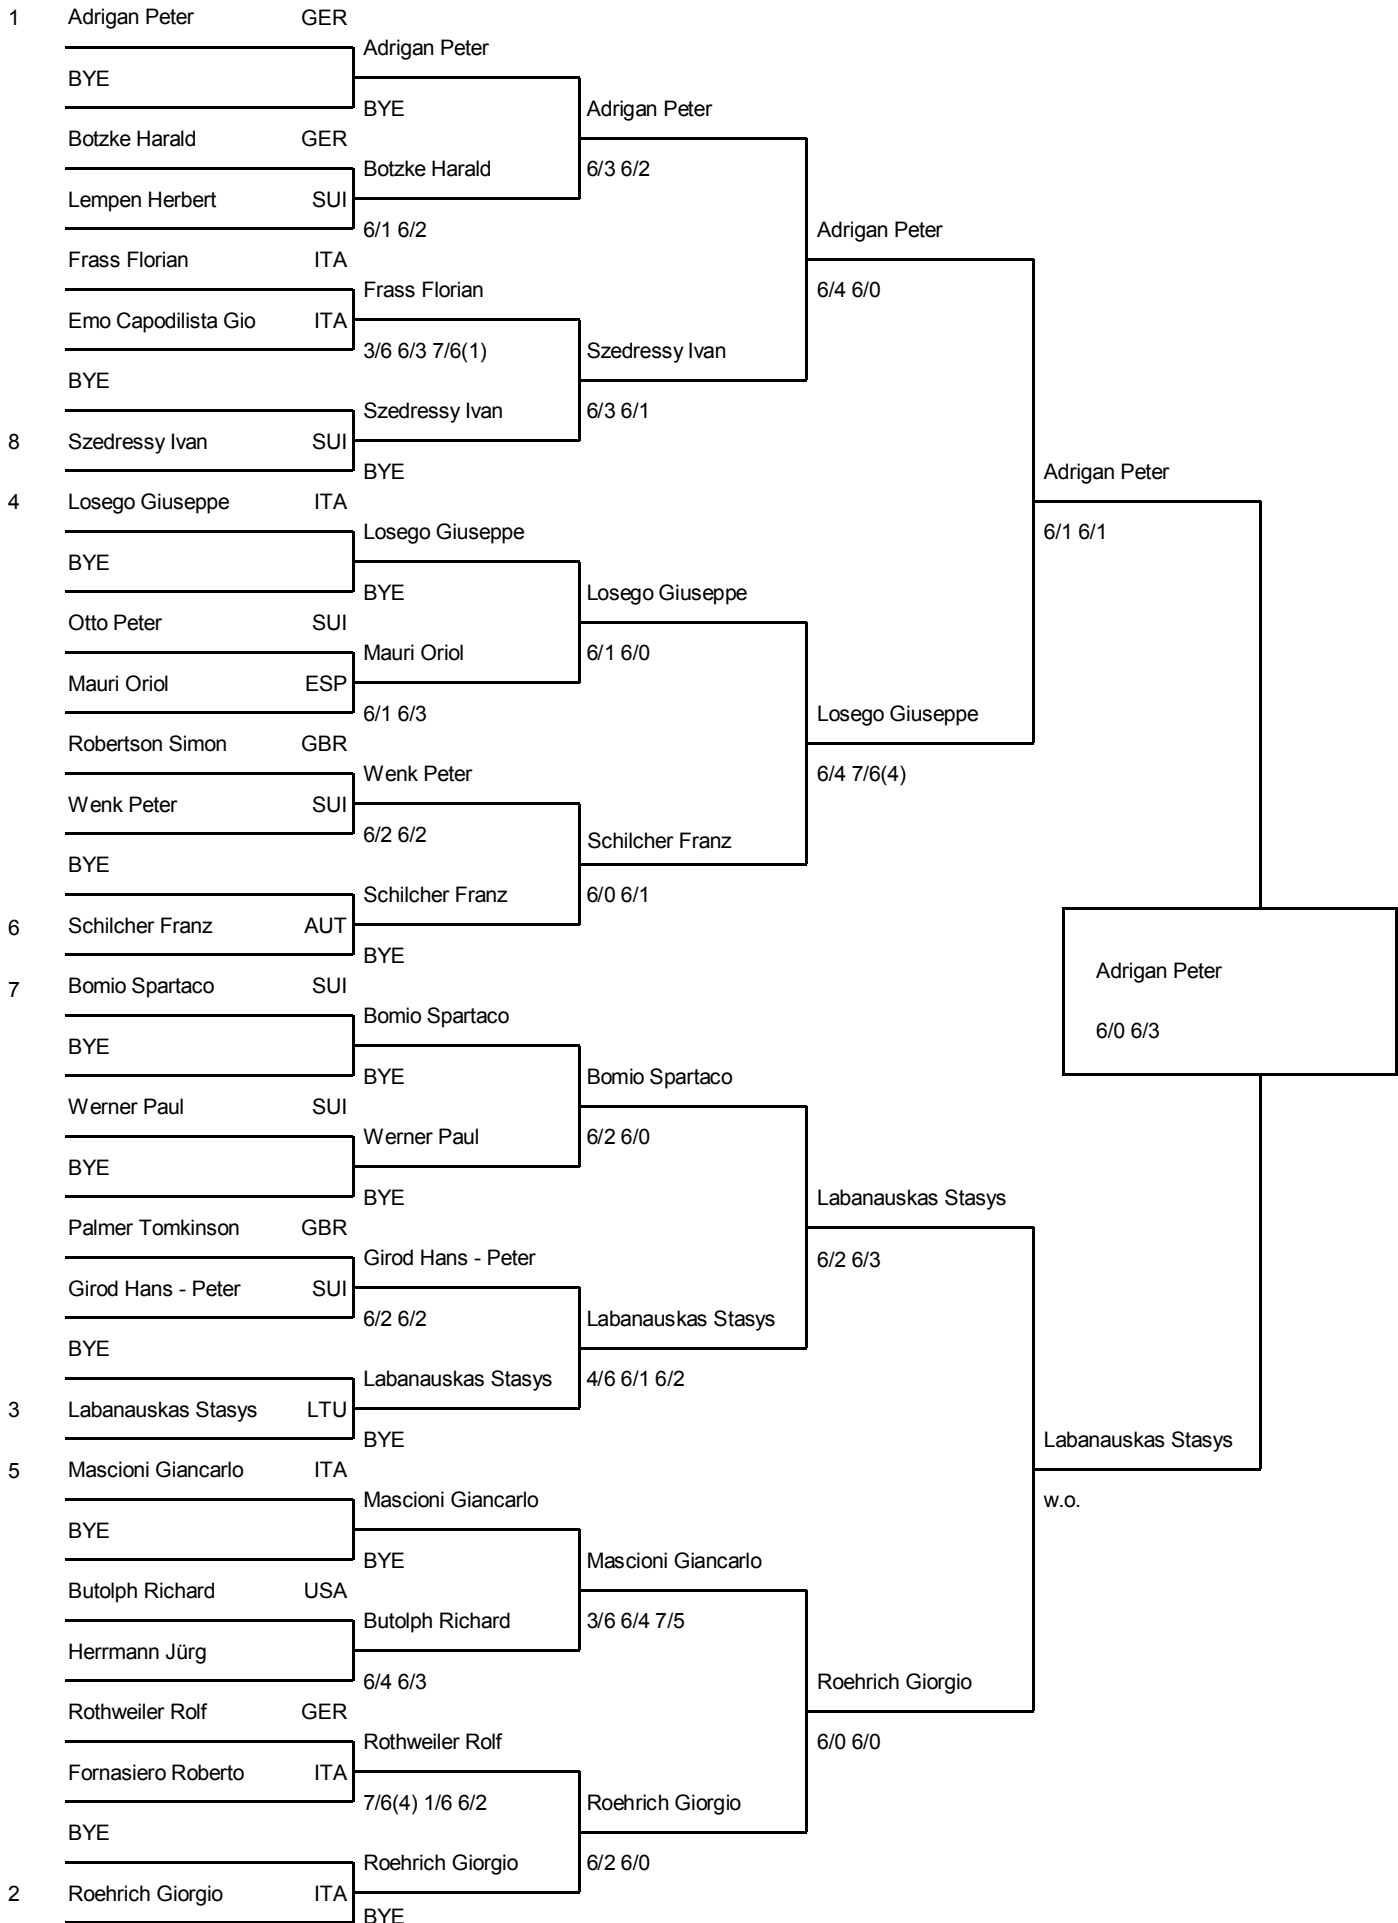 1 Adrigan Peter GER
Adrigan Peter
BYE
BYE Adrigan Peter
Botzke Harald GER
Botzke Harald 6/3 6/2
Lempen Herbert SUI
6/1 6/2 Adrigan Peter
Frass Florian ITA
Frass Florian 6/4 6/0
Emo Capodilista Gio ITA
3/6 6/3 7/6(1) Szedressy Ivan
BYE
Szedressy Ivan 6/3 6/1
8 Szedressy Ivan SUI
BYE Adrigan Peter
4 Losego Giuseppe ITA
Losego Giuseppe 6/1 6/1
BYE
BYE Losego Giuseppe
Otto Peter SUI
Mauri Oriol 6/1 6/0
Mauri Oriol ESP
6/1 6/3 Losego Giuseppe
Robertson Simon GBR
Wenk Peter 6/4 7/6(4)
Wenk Peter SUI
6/2 6/2 Schilcher Franz
BYE
Schilcher Franz 6/0 6/1
6 Schilcher Franz AUT
BYE
Adrigan Peter
7 Bomio Spartaco SUI
Bomio Spartaco
6/0 6/3
BYE
BYE Bomio Spartaco
Werner Paul SUI
Werner Paul 6/2 6/0
BYE
BYE Labanauskas Stasys
Palmer Tomkinson GBR
Girod Hans - Peter 6/2 6/3
Girod Hans - Peter SUI
6/2 6/2 Labanauskas Stasys
BYE
Labanauskas Stasys 4/6 6/1 6/2
3 Labanauskas Stasys LTU
BYE Labanauskas Stasys
5 Mascioni Giancarlo ITA
Mascioni Giancarlo w.o.
BYE
BYE Mascioni Giancarlo
Butolph Richard USA
Butolph Richard 3/6 6/4 7/5
Herrmann Jürg
6/4 6/3 Roehrich Giorgio
Rothweiler Rolf GER
Rothweiler Rolf 6/0 6/0
Fornasiero Roberto ITA
7/6(4) 1/6 6/2 Roehrich Giorgio
BYE
Roehrich Giorgio 6/2 6/0
2 Roehrich Giorgio ITA
BYE